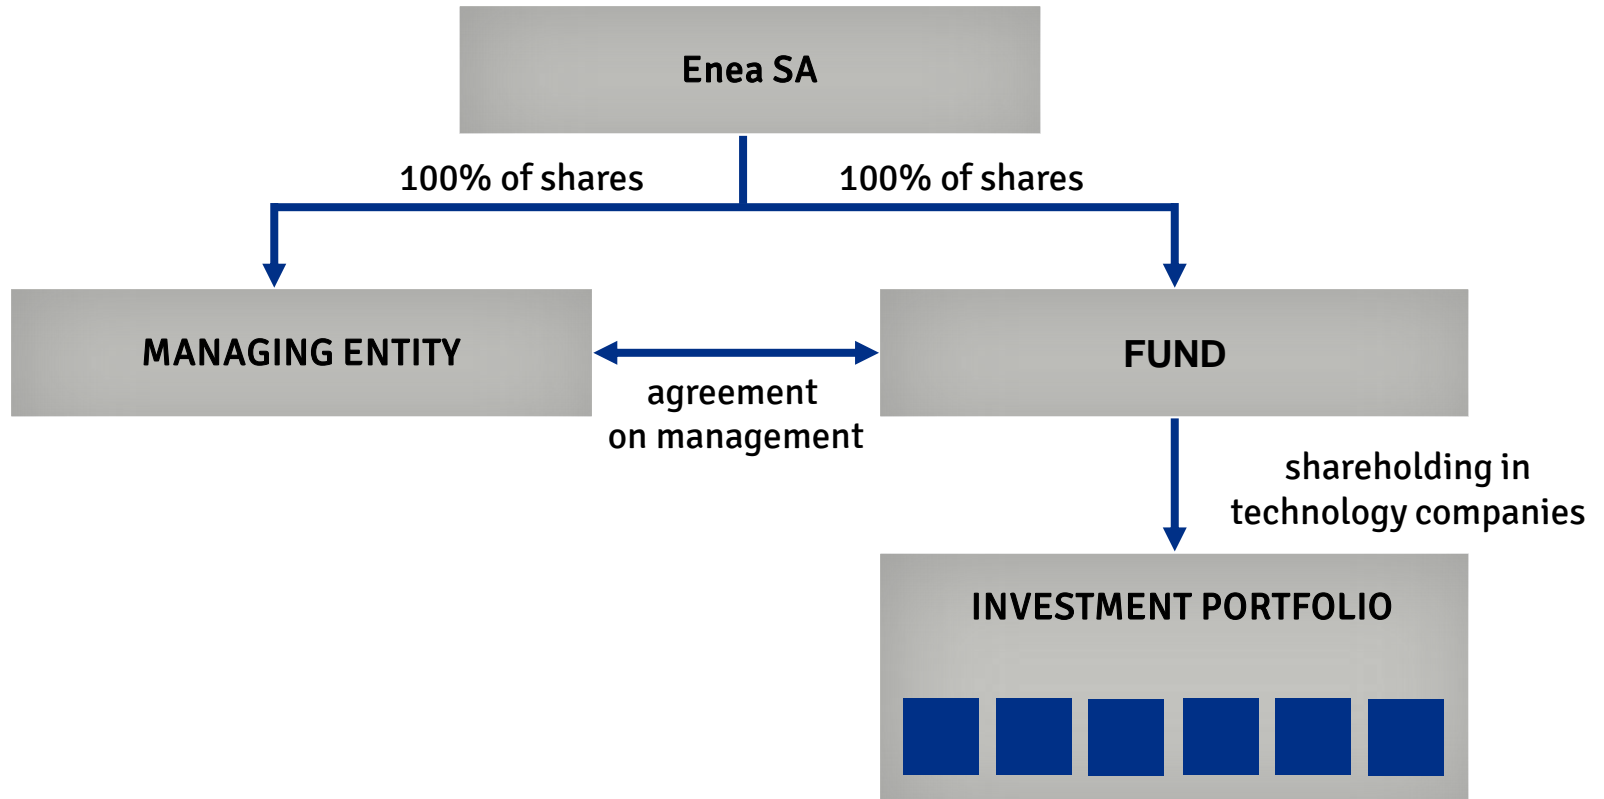 Enea SA
100% of shares
100% of shares
MANAGING ENTITY
FUND
agreement
on management
shareholding in
technology companies
INVESTMENT PORTFOLIO